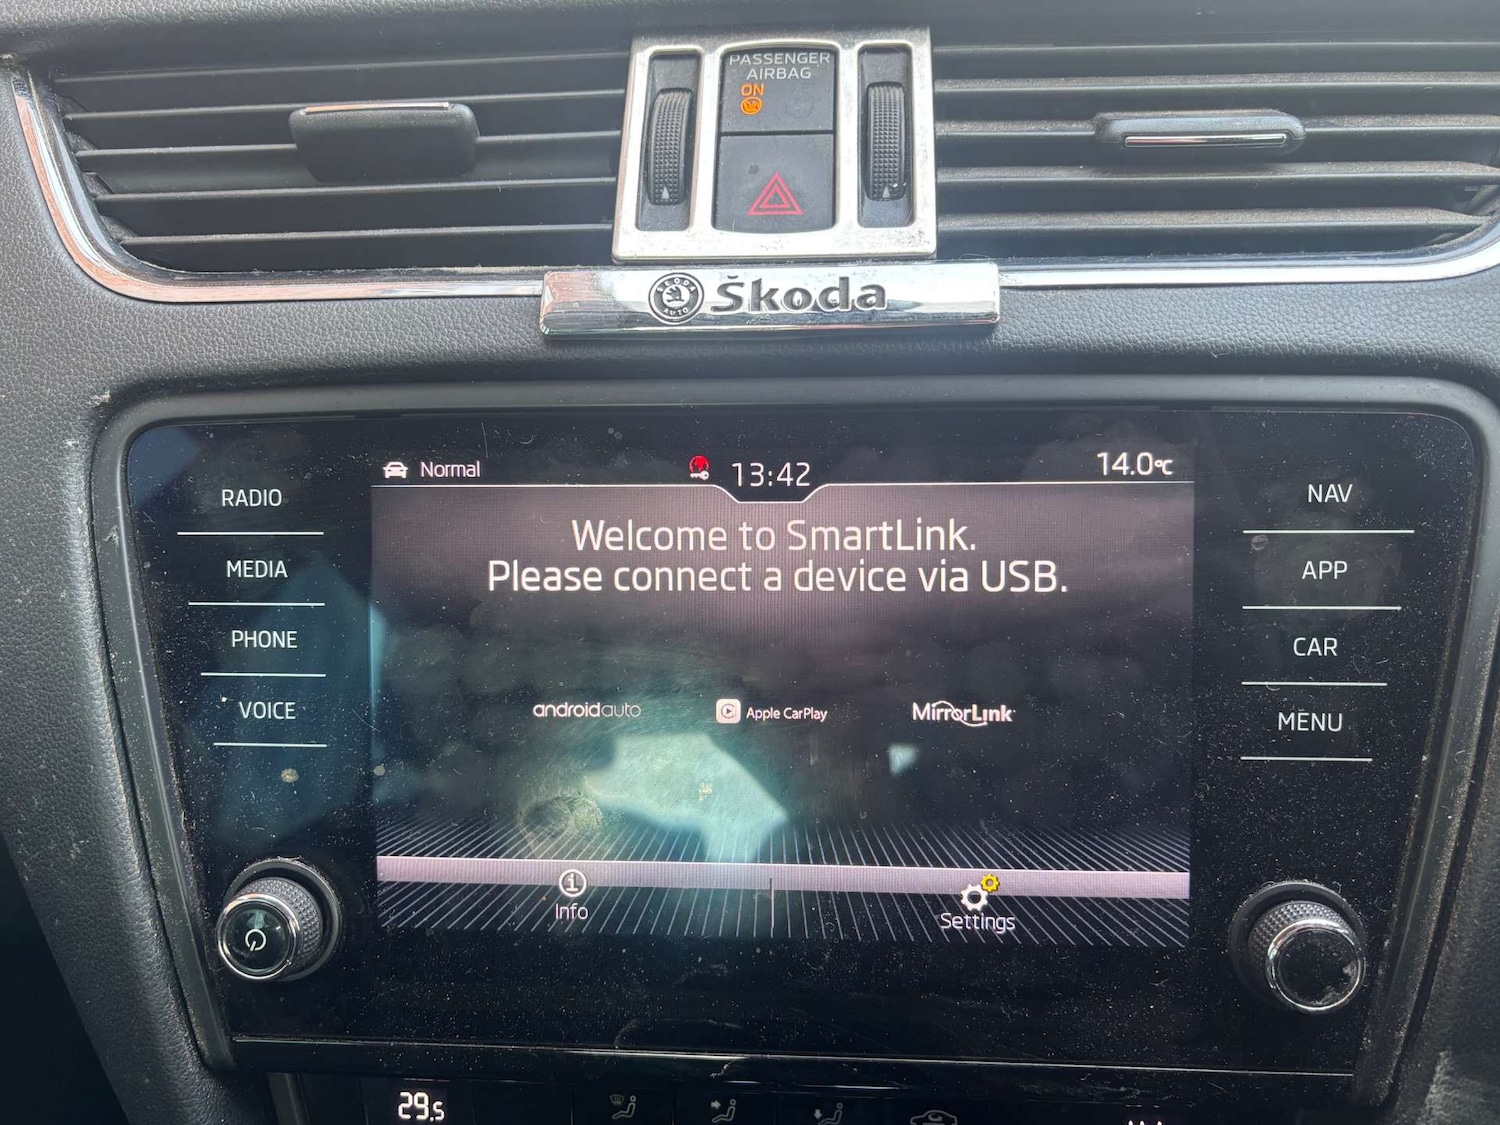 PASSENGER
AIRBAG
ON
Škoda
Normal
13:42
14.0°C
RADIO
MEDIA
PHONE
VOICE
Welcome to SmartLink.
Please connect a device via USB.
androidauto
Apple CarPlay
MirrorLink
NAV
APP
CAR
MENU
Info
Settings
29.5